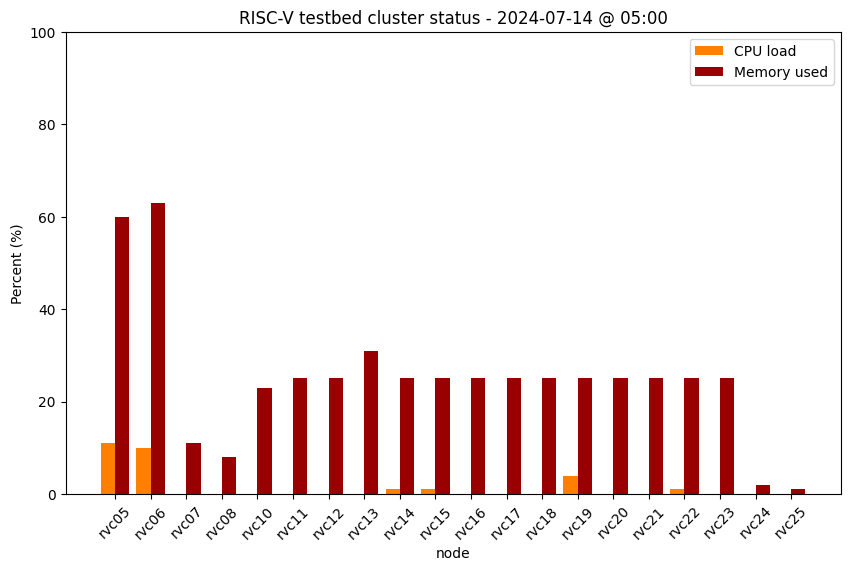 RISC-V testbed cluster status - 2024-07-14 @ 05:00
CPU load
Memory used
Percent (%)
100
80
60
40
20
0
rvc05
rvc06
rvc07
rvc08
rvc10
rvc11
rvc12
rvc13
rvc14
rvc15
rvc16
rvc17
rvc18
rvc19
rvc20
rvc21
rvc22
rvc23
rvc24
rvc25
node